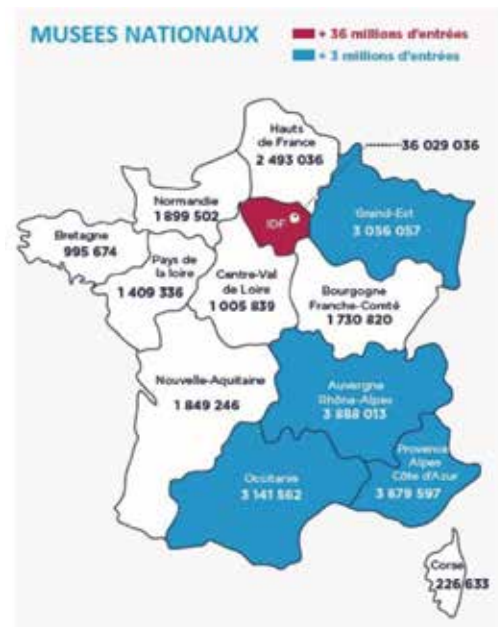 MUSEES NATIONAUX
+ 36 millions d'entrées
+ 3 millions d'entrées
Hauts
de France
2 493 036
36 029 036
Normandie
1 899 502
IDF
Grand-Est
3 056 057
Bretagne
995 674
Pays de
la loire
1 409 336
Centre-Val
de Loire
1 005 839
Bourgogne
Franche-Comté
1 730 820
Nouvelle-Aquitaine
1 849 246
Auvergne
Rhône-Alpes
3 888 013
Provence
Alpes
Côte d'Azur
3 679 597
Occitanie
3 141 562
Corse
226 633